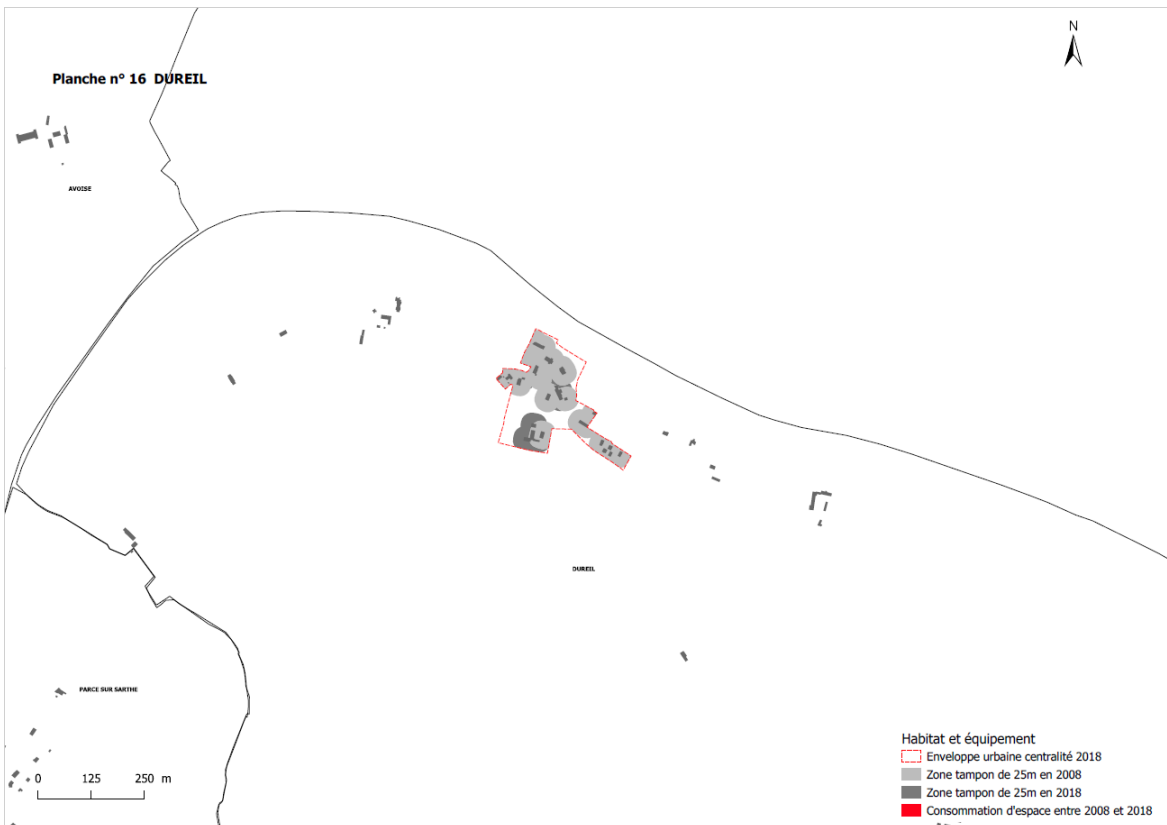 N
Planche n° 16 DUREIL
AVOISE
DUREIL
PARCE SUR SARTHE
0 125 250 m
Habitat et équipement
Enveloppe urbaine centralité 2018
Zone tampon de 25m en 2008
Zone tampon de 25m en 2018
Consommation d'espace entre 2008 et 2018